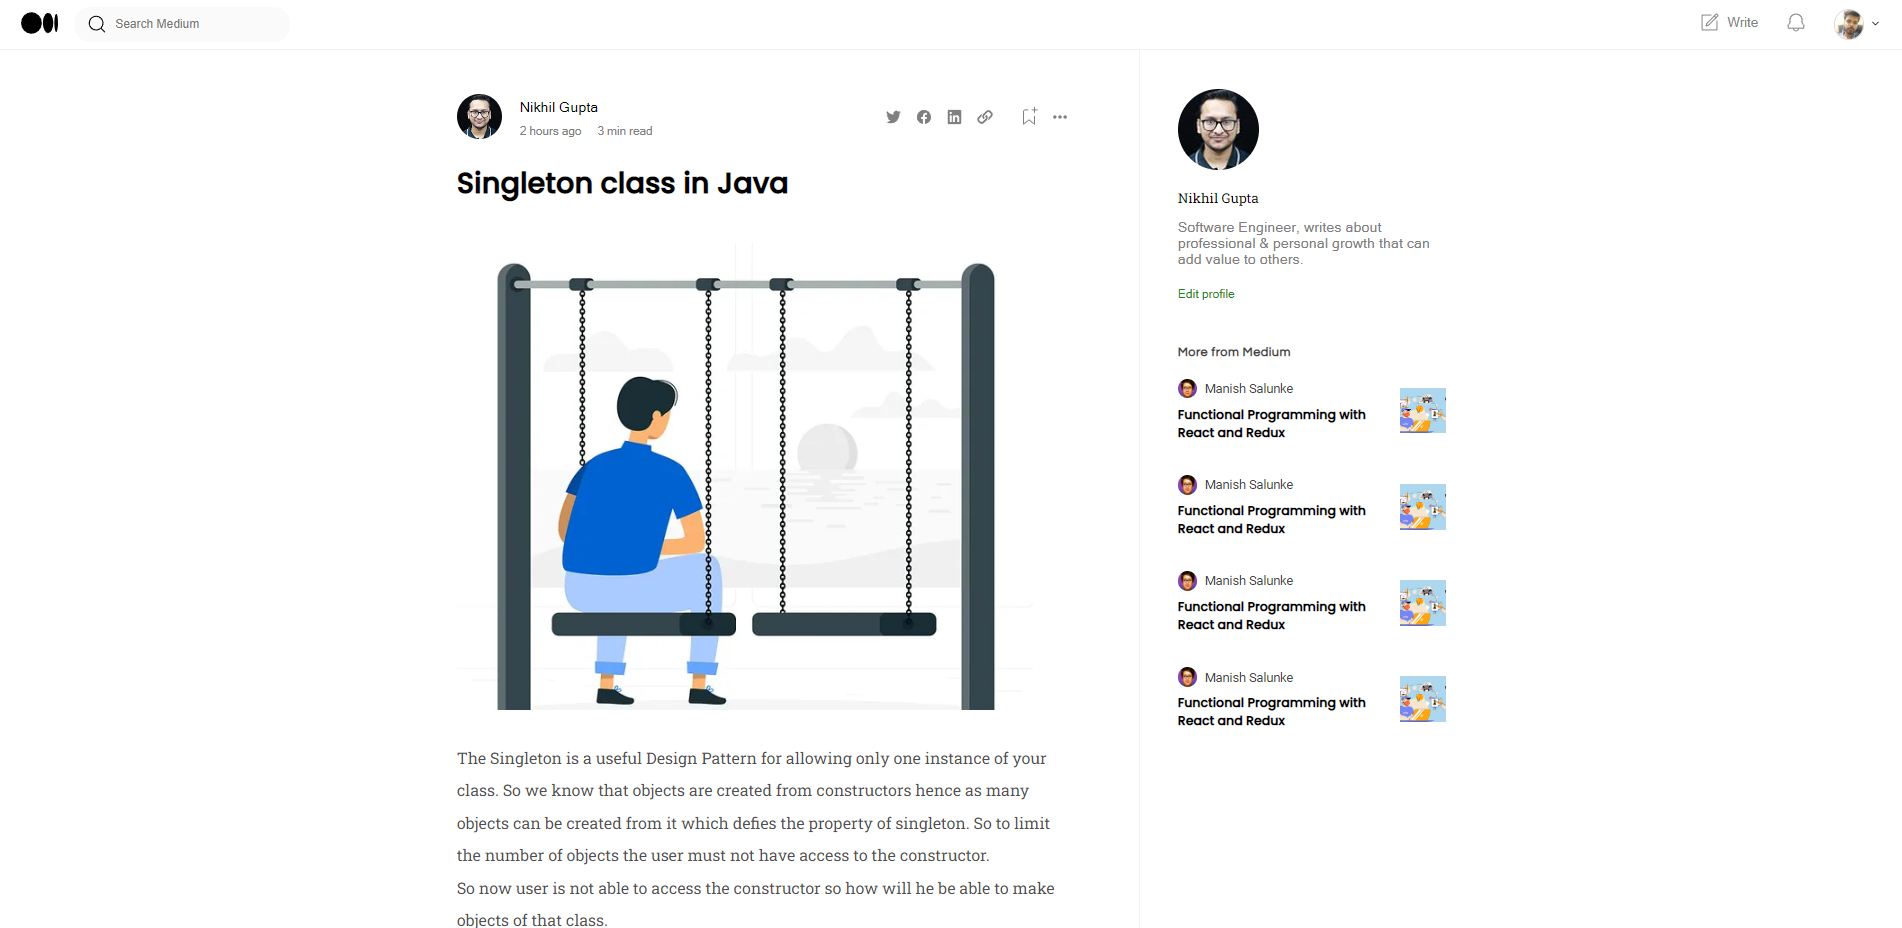 Search Medium
Write
Nikhil Gupta
2 hours ago 3 min read
Singleton class in Java
The Singleton is a useful Design Pattern for allowing only one instance of your
class. So we know that objects are created from constructors hence as many
objects can be created from it which defies the property of singleton. So to limit
the number of objects the user must not have access to the constructor.
So now user is not able to access the constructor so how will he be able to make
objects of that class.
Nikhil Gupta
Software Engineer, writes about
professional & personal growth that can
add value to others.
Edit profile
More from Medium
Manish Salunke
Functional Programming with
React and Redux
Manish Salunke
Functional Programming with
React and Redux
Manish Salunke
Functional Programming with
React and Redux
Manish Salunke
Functional Programming with
React and Redux